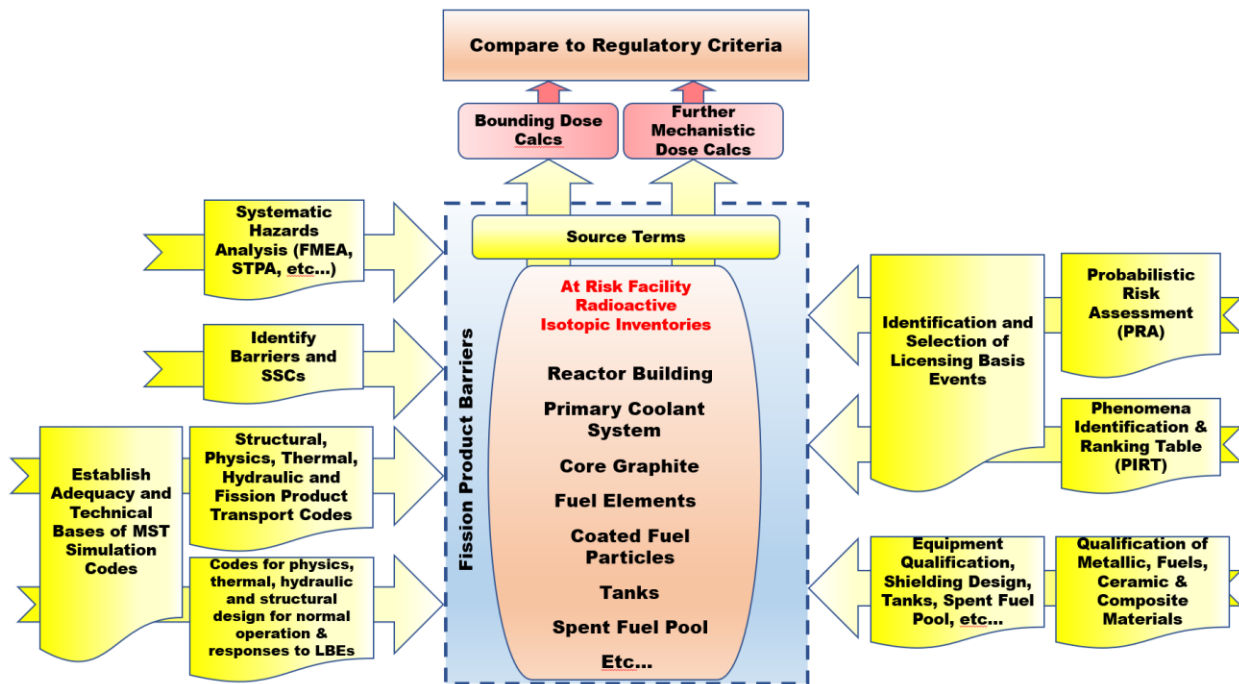 Compare to Regulatory Criteria
Bounding Dose
Calcs
Further
Mechanistic
Dose Calcs
Systematic
Hazards
Analysis (FMEA,
STPA, etc...)
Identify
Barriers and
SSCs
Establish
Adequacy and
Technical
Bases of MST
Simulation
Codes
Structural,
Physics, Thermal,
Hydraulic and
Fission Product
Transport Codes
Codes for physics,
thermal, hydraulic
and structural
design for normal
operation &
responses to LBEs
Fission Product Barriers
Source Terms
At Risk Facility
Radioactive
Isotopic Inventories
Reactor Building
Primary Coolant
System
Core Graphite
Fuel Elements
Coated Fuel
Particles
Tanks
Spent Fuel Pool
Etc...
Identification and
Selection of
Licensing Basis
Events
Probabilistic
Risk
Assessment
(PRA)
Phenomena
Identification &
Ranking Table
(PIRT)
Equipment
Qualification,
Shielding Design,
Tanks, Spent Fuel
Pool, etc...
Qualification of
Metallic, Fuels,
Ceramic &
Composite
Materials